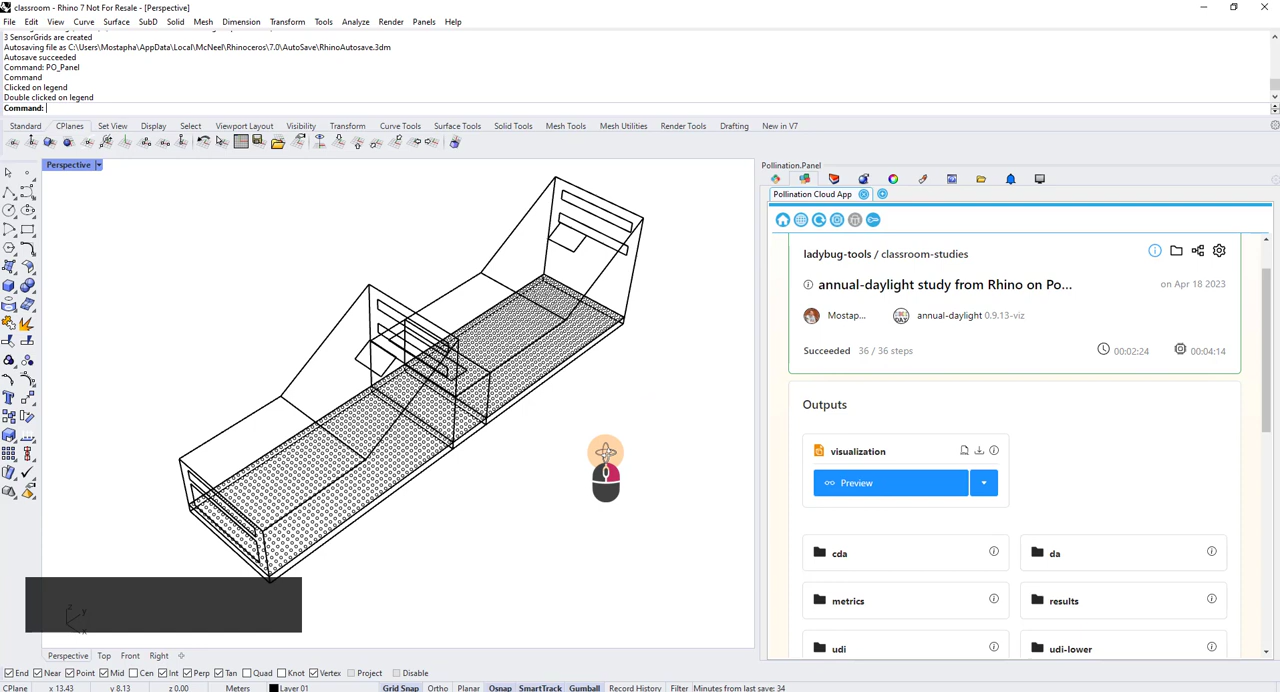 classroom - Rhino 7 Not For Resale - [Perspective]
File Edit View Curve Surface SubD Solid Mesh Dimension Transform Tools Analyze Render Panels Help
3 SensorGrids are created
Autosaving file as C:\Users\Mostapha\AppData\Local\McNeel\Rhinoceros\7.0\AutoSave\RhinoAutosave.3dm
Autosave succeeded
Command: PO_Panel
Command
Clicked on legend
Double clicked on legend
Command:
Standard CPlanes Set View Display Select Viewport Layout Visibility Transform Curve Tools Surface Tools Solid Tools Mesh Tools Mesh Utilities Render Tools Drafting New in V7
Perspective
Pollination.Panel
Pollination Cloud App
ladybug-tools / classroom-studies
annual-daylight study from Rhino on Po...
on Apr 18 2023
Mostap...
annual-daylight 0.9.13-viz
Succeeded 36 / 36 steps
00:02:24
00:04:14
Outputs
visualization
Preview
cda
da
metrics
results
udi
udi-lower
z
y
x
Perspective Top Front Right
End Near Point Mid Cen Int Perp Tan Quad Knot Vertex Project Disable
CPlane x 13.43 y 8.13 z 0.00 Meters Layer 01 Grid Snap Ortho Planar Osnap SmartTrack Gumball Record History Filter Minutes from last save: 34